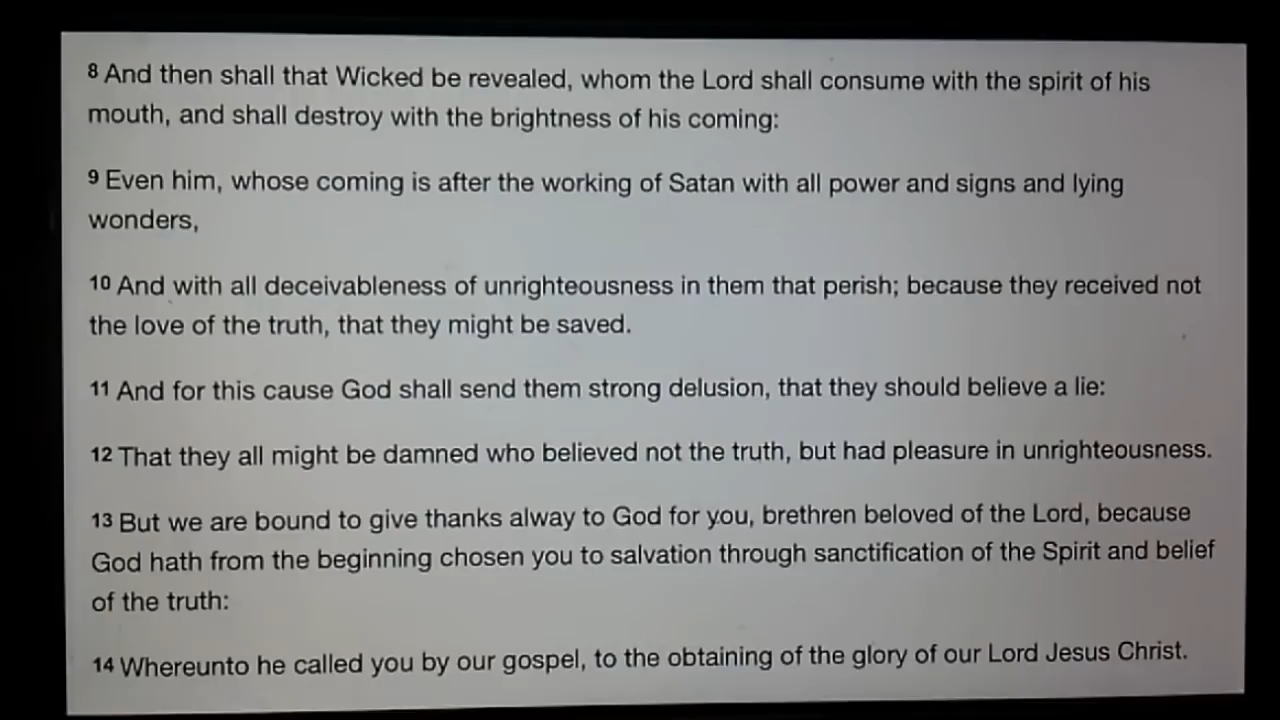 8 And then shall that Wicked be revealed, whom the Lord shall consume with the spirit of his
mouth, and shall destroy with the brightness of his coming:
9 Even him, whose coming is after the working of Satan with all power and signs and lying
wonders,
10 And with all deceivableness of unrighteousness in them that perish; because they received not
the love of the truth, that they might be saved.
11 And for this cause God shall send them strong delusion, that they should believe a lie:
12 That they all might be damned who believed not the truth, but had pleasure in unrighteousness.
13 But we are bound to give thanks alway to God for you, brethren beloved of the Lord, because
God hath from the beginning chosen you to salvation through sanctification of the Spirit and belief
of the truth:
14 Whereunto he called you by our gospel, to the obtaining of the glory of our Lord Jesus Christ.